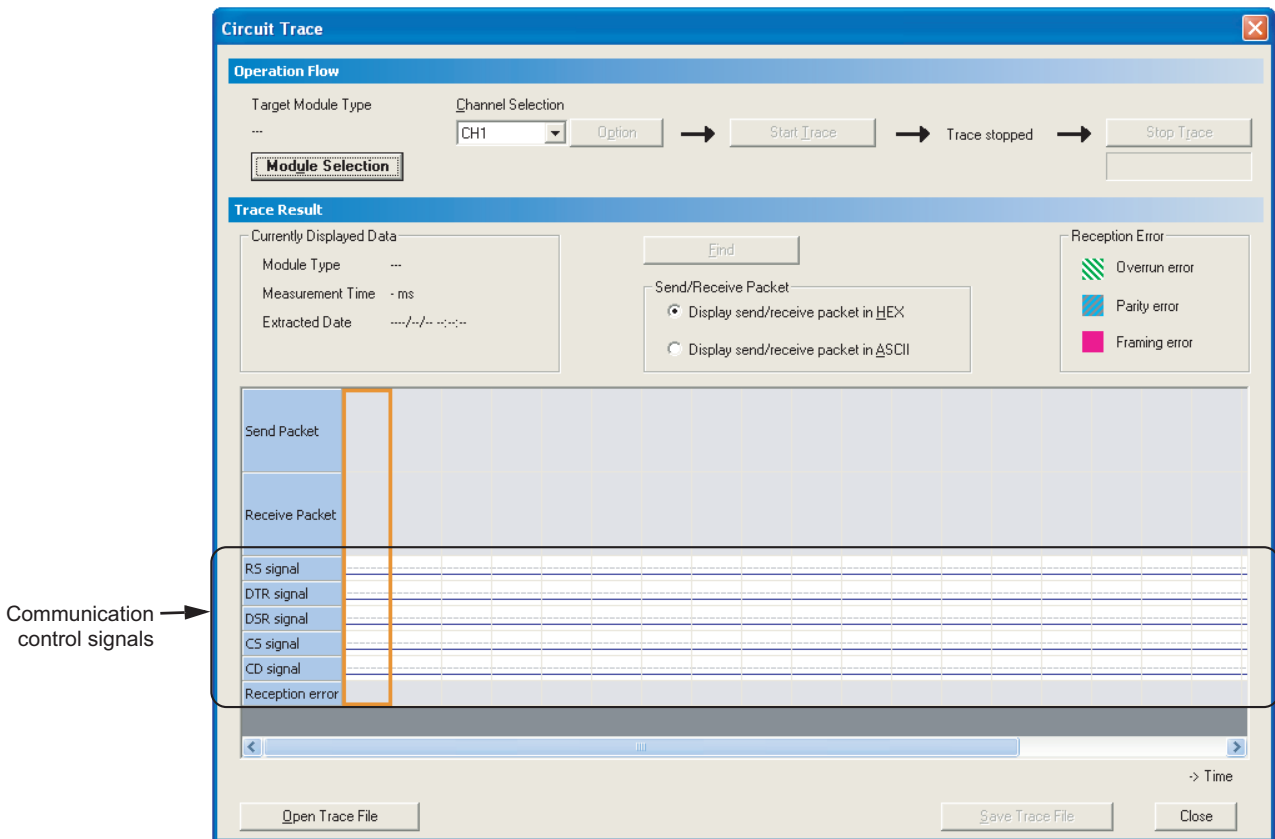 Circuit Trace
Operation Flow
Target Module Type
---
Module Selection
Channel Selection
CH1
Option
Start Trace
Trace stopped
Stop Trace
Trace Result
Currently Displayed Data
Module Type ---
Measurement Time - ms
Extracted Date ----/--/-- --:--:--
Find
Send/Receive Packet
Display send/receive packet in HEX
Display send/receive packet in ASCII
Reception Error
Overrun error
Parity error
Framing error
Send Packet
Receive Packet
RS signal
DTR signal
DSR signal
CS signal
CD signal
Reception error
Communication
control signals
-> Time
Open Trace File
Save Trace File
Close